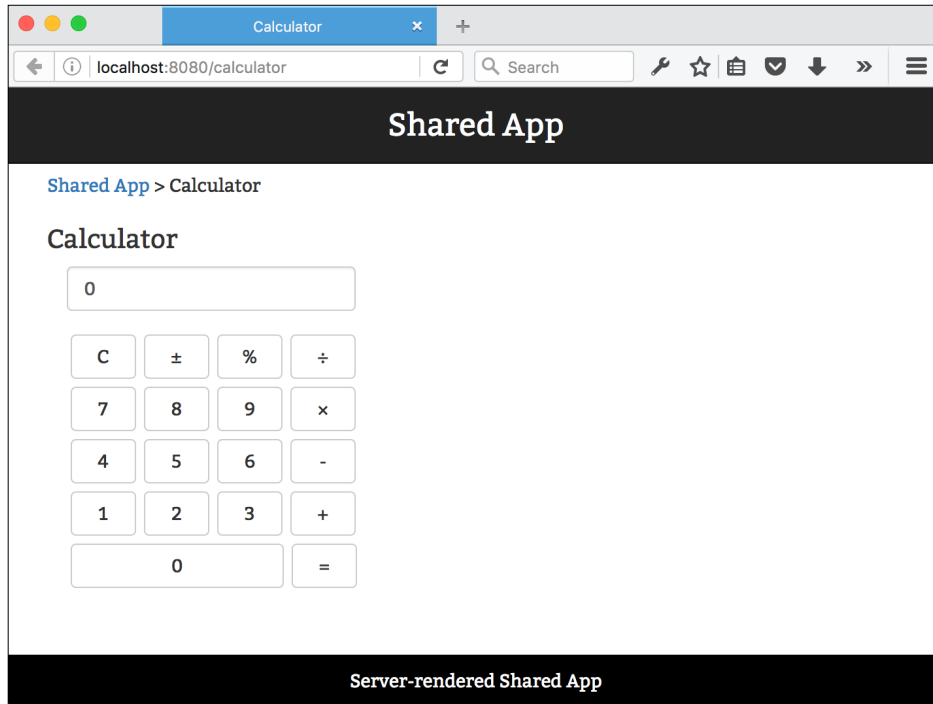 Calculator
localhost:8080/calculator Search
Shared App
Shared App > Calculator
Calculator
0
C ± % ÷
7 8 9 ×
4 5 6 -
1 2 3 +
0 =
Server-rendered Shared App